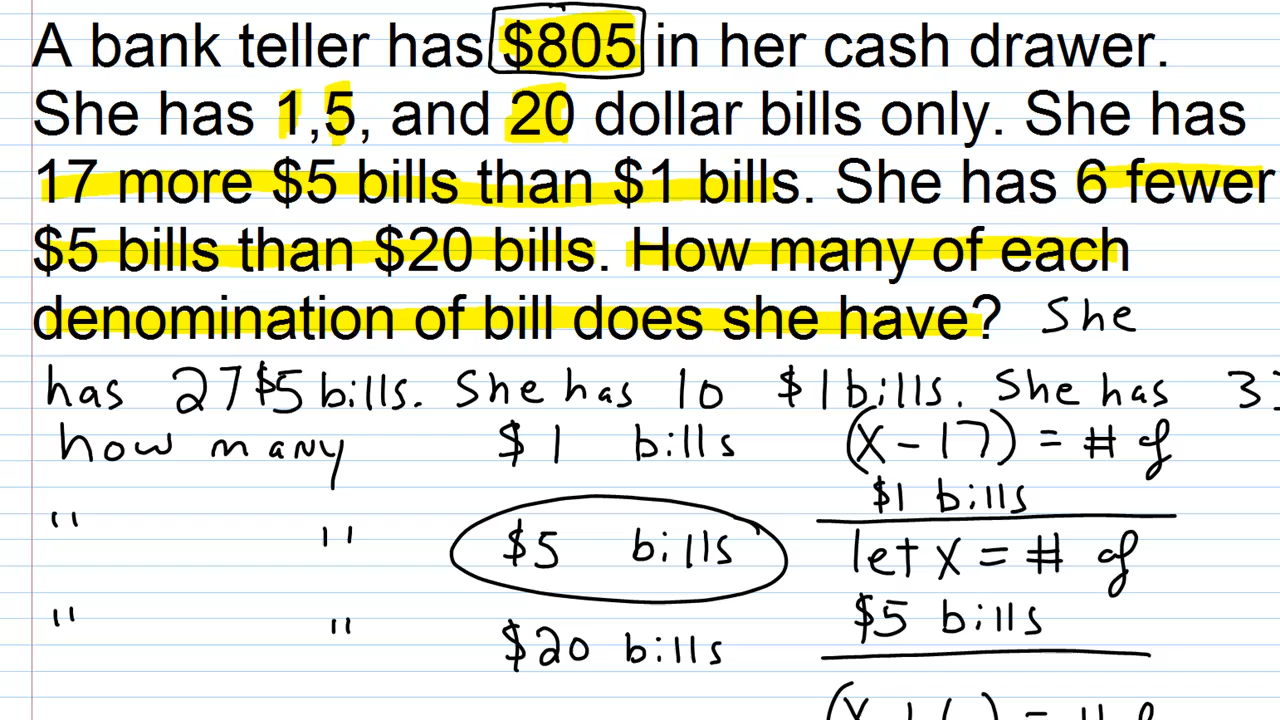 A bank teller has $805 in her cash drawer.
She has 1,5, and 20 dollar bills only. She has
17 more $5 bills than $1 bills. She has 6 fewer
$5 bills than $20 bills. How many of each
denomination of bill does she have? She
has 27 $5 bills. She has 10 $1 bills. She has
how many $1 bills (x-17) = # of
$1 bills
" " $5 bills let x = # of
$5 bills
" " $20 bills